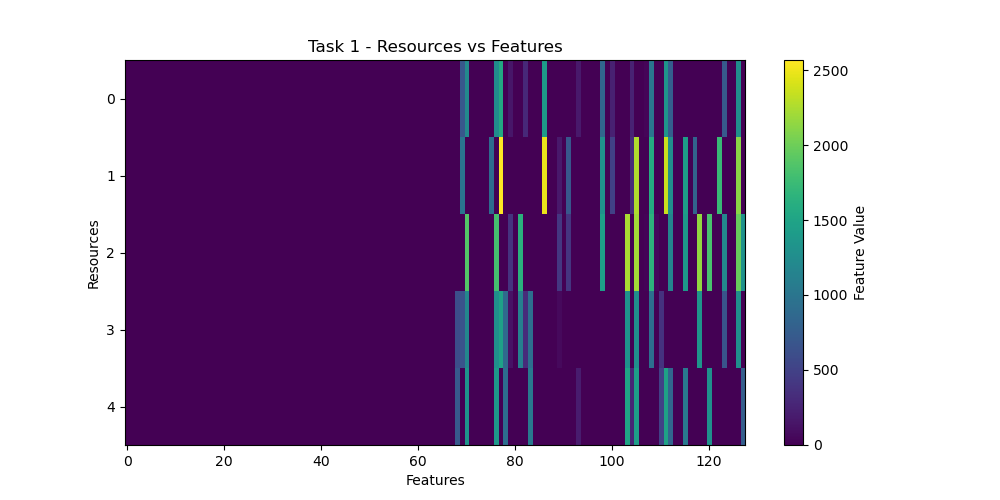 Task 1 - Resources vs Features
Resources
0
1
2
3
4
0 20 40 60 80 100 120
Features
2500
2000
1500
1000
500
0
Feature Value